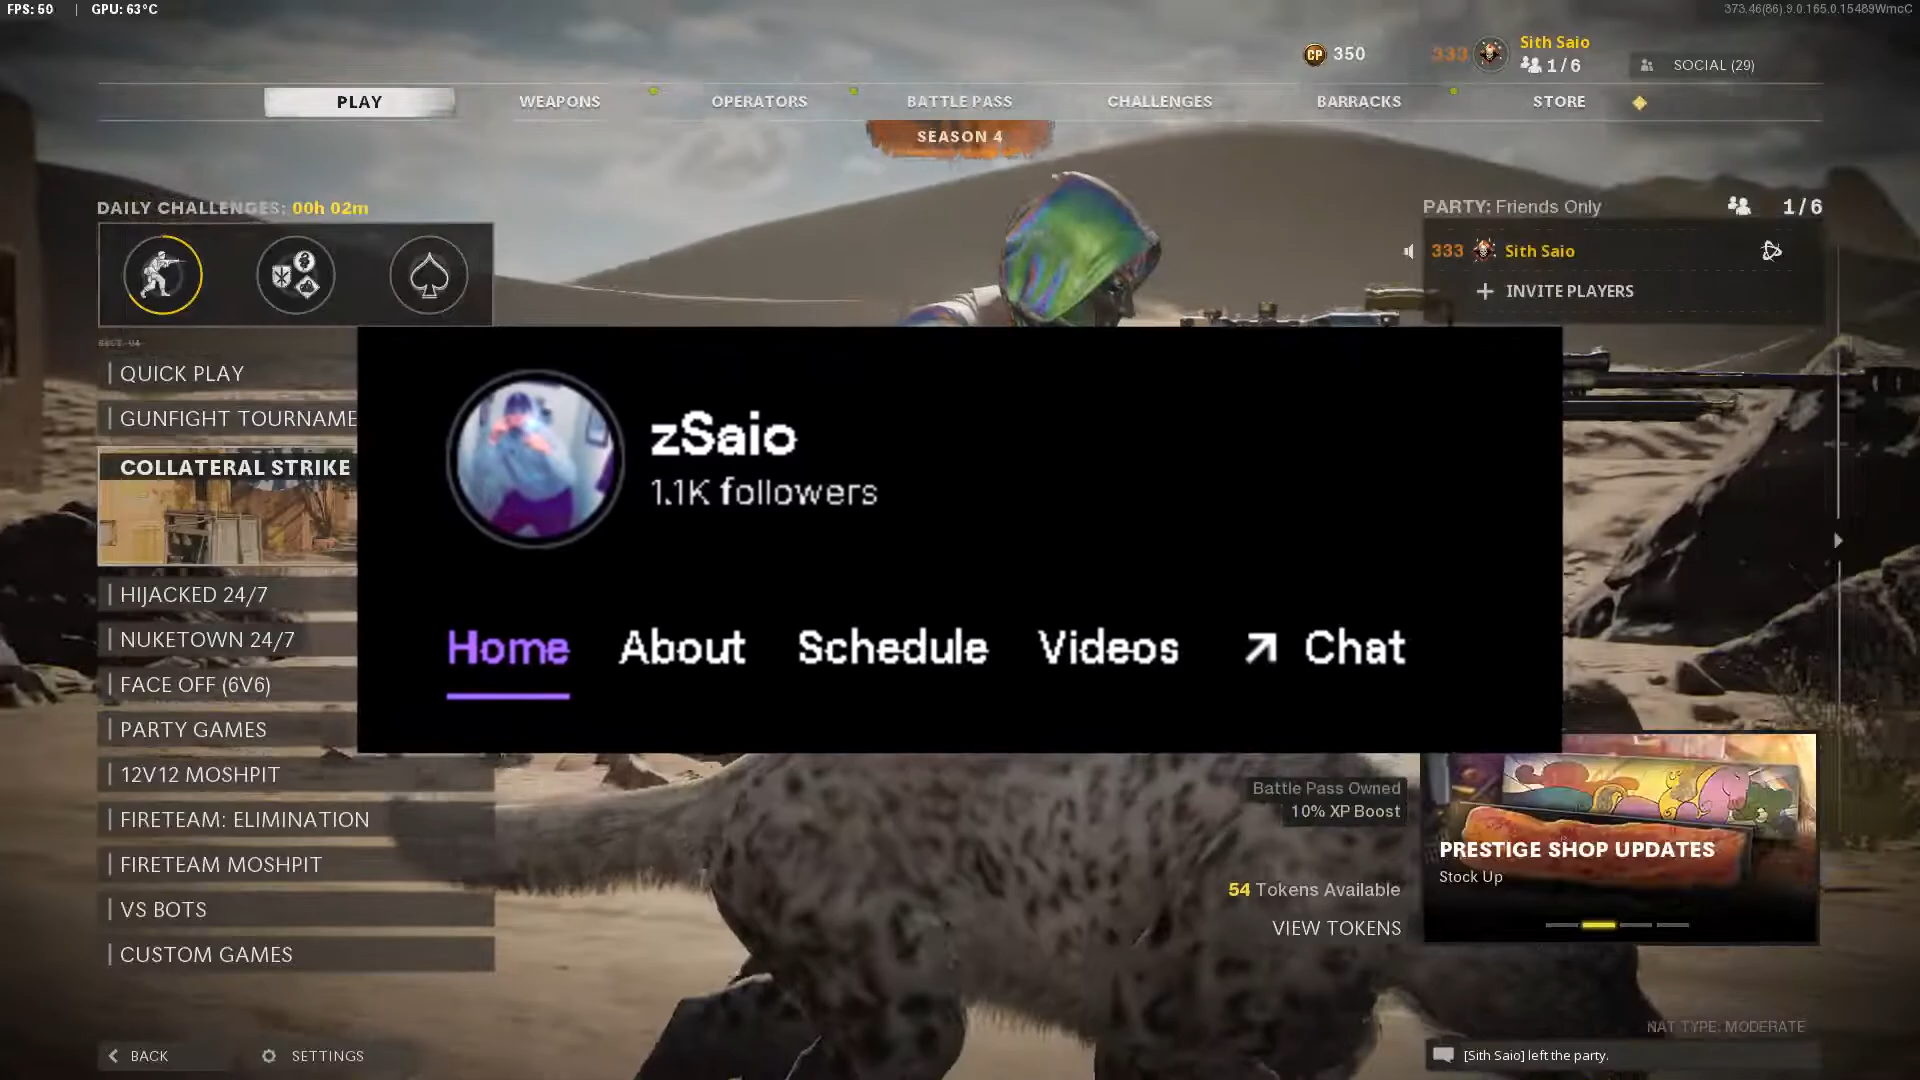 FPS: 50 | GPU: 63°C
373.46(86).9.0.165.0.15489WmcC
CP 350
333 Sith Saio
1/6
SOCIAL (29)
PLAY
WEAPONS
OPERATORS
BATTLE PASS
CHALLENGES
BARRACKS
STORE
SEASON 4
DAILY CHALLENGES: 00h 02m
PARTY: Friends Only
1/6
333 Sith Saio
+ INVITE PLAYERS
QUICK PLAY
GUNFIGHT TOURNAME
COLLATERAL STRIKE
HIJACKED 24/7
NUKETOWN 24/7
FACE OFF (6V6)
PARTY GAMES
12V12 MOSHPIT
FIRETEAM: ELIMINATION
FIRETEAM MOSHPIT
VS BOTS
CUSTOM GAMES
zSaio
1.1K followers
Home About Schedule Videos Chat
Battle Pass Owned
10% XP Boost
54 Tokens Available
VIEW TOKENS
PRESTIGE SHOP UPDATES
Stock Up
NAT TYPE: MODERATE
[Sith Saio] left the party.
BACK
SETTINGS